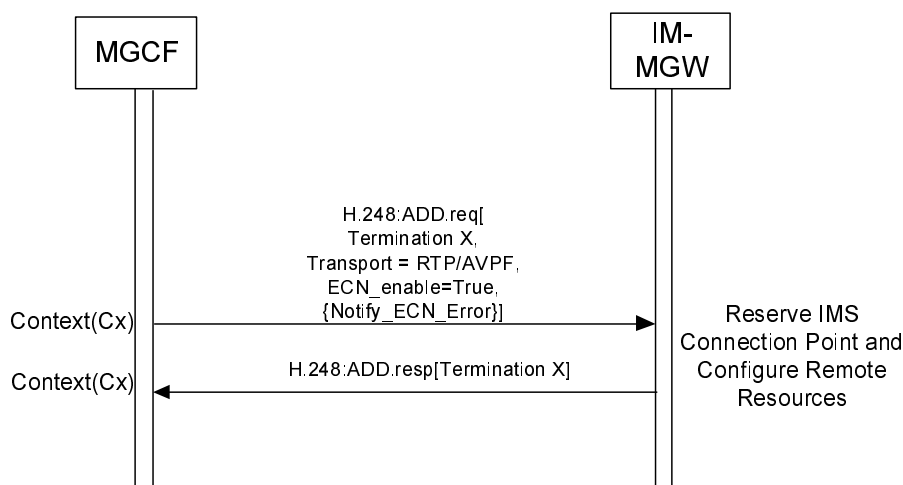 MGCF
IM-
MGW
H.248:ADD.req[
Termination X,
Transport = RTP/AVPF,
ECN_enable=True,
{Notify_ECN_Error}]
Context(Cx)
Reserve IMS
Connection Point and
Configure Remote
Resources
H.248:ADD.resp[Termination X]
Context(Cx)